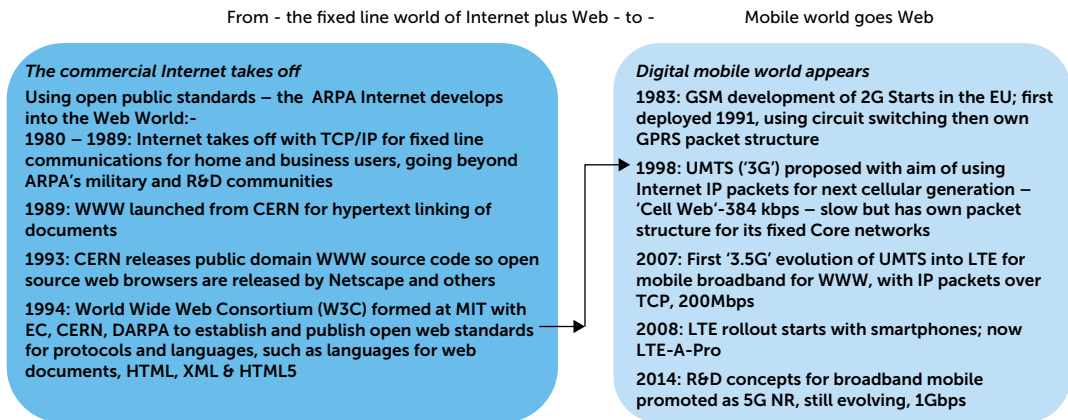 From - the fixed line world of Internet plus Web - to -
Mobile world goes Web
The commercial Internet takes off
Using open public standards – the ARPA Internet develops
into the Web World:-
1980 – 1989: Internet takes off with TCP/IP for fixed line
communications for home and business users, going beyond
ARPA's military and R&D communities
1989: WWW launched from CERN for hypertext linking of
documents
1993: CERN releases public domain WWW source code so open
source web browsers are released by Netscape and others
1994: World Wide Web Consortium (W3C) formed at MIT with
EC, CERN, DARPA to establish and publish open web standards
for protocols and languages, such as languages for web
documents, HTML, XML & HTML5
Digital mobile world appears
1983: GSM development of 2G Starts in the EU; first
deployed 1991, using circuit switching then own
GPRS packet structure
1998: UMTS ('3G') proposed with aim of using
Internet IP packets for next cellular generation –
'Cell Web'-384 kbps – slow but has own packet
structure for its fixed Core networks
2007: First '3.5G' evolution of UMTS into LTE for
mobile broadband for WWW, with IP packets over
TCP, 200Mbps
2008: LTE rollout starts with smartphones; now
LTE-A-Pro
2014: R&D concepts for broadband mobile
promoted as 5G NR, still evolving, 1Gbps